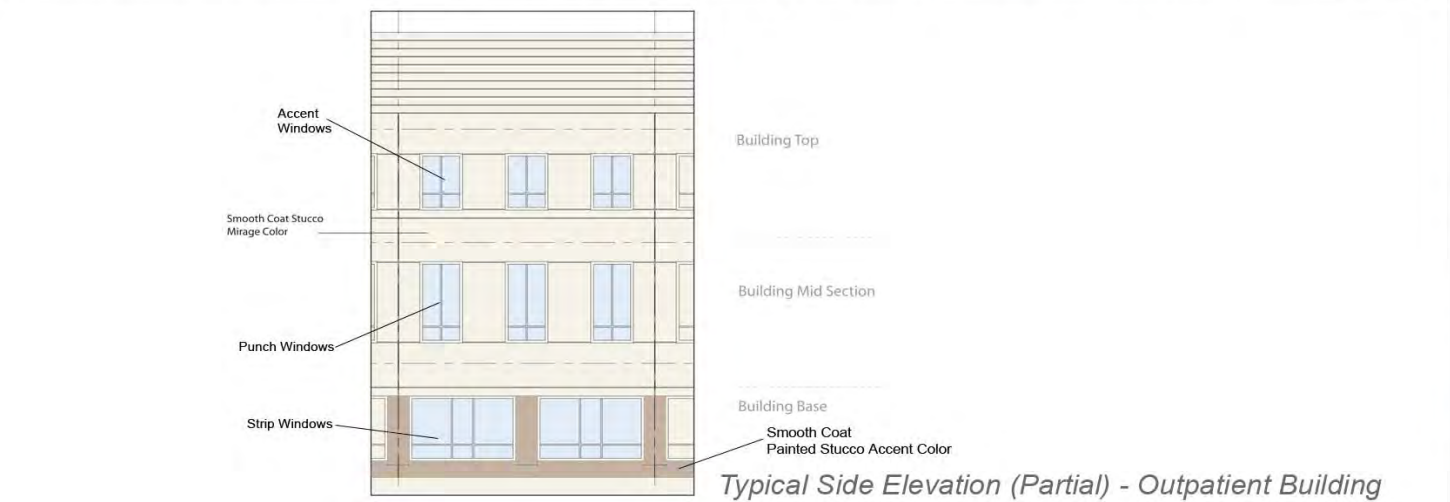 Accent
Windows
Building Top
Smooth Coat Stucco
Mirage Color
Building Mid Section
Punch Windows
Building Base
Strip Windows
Smooth Coat
Painted Stucco Accent Color
Typical Side Elevation (Partial) - Outpatient Building